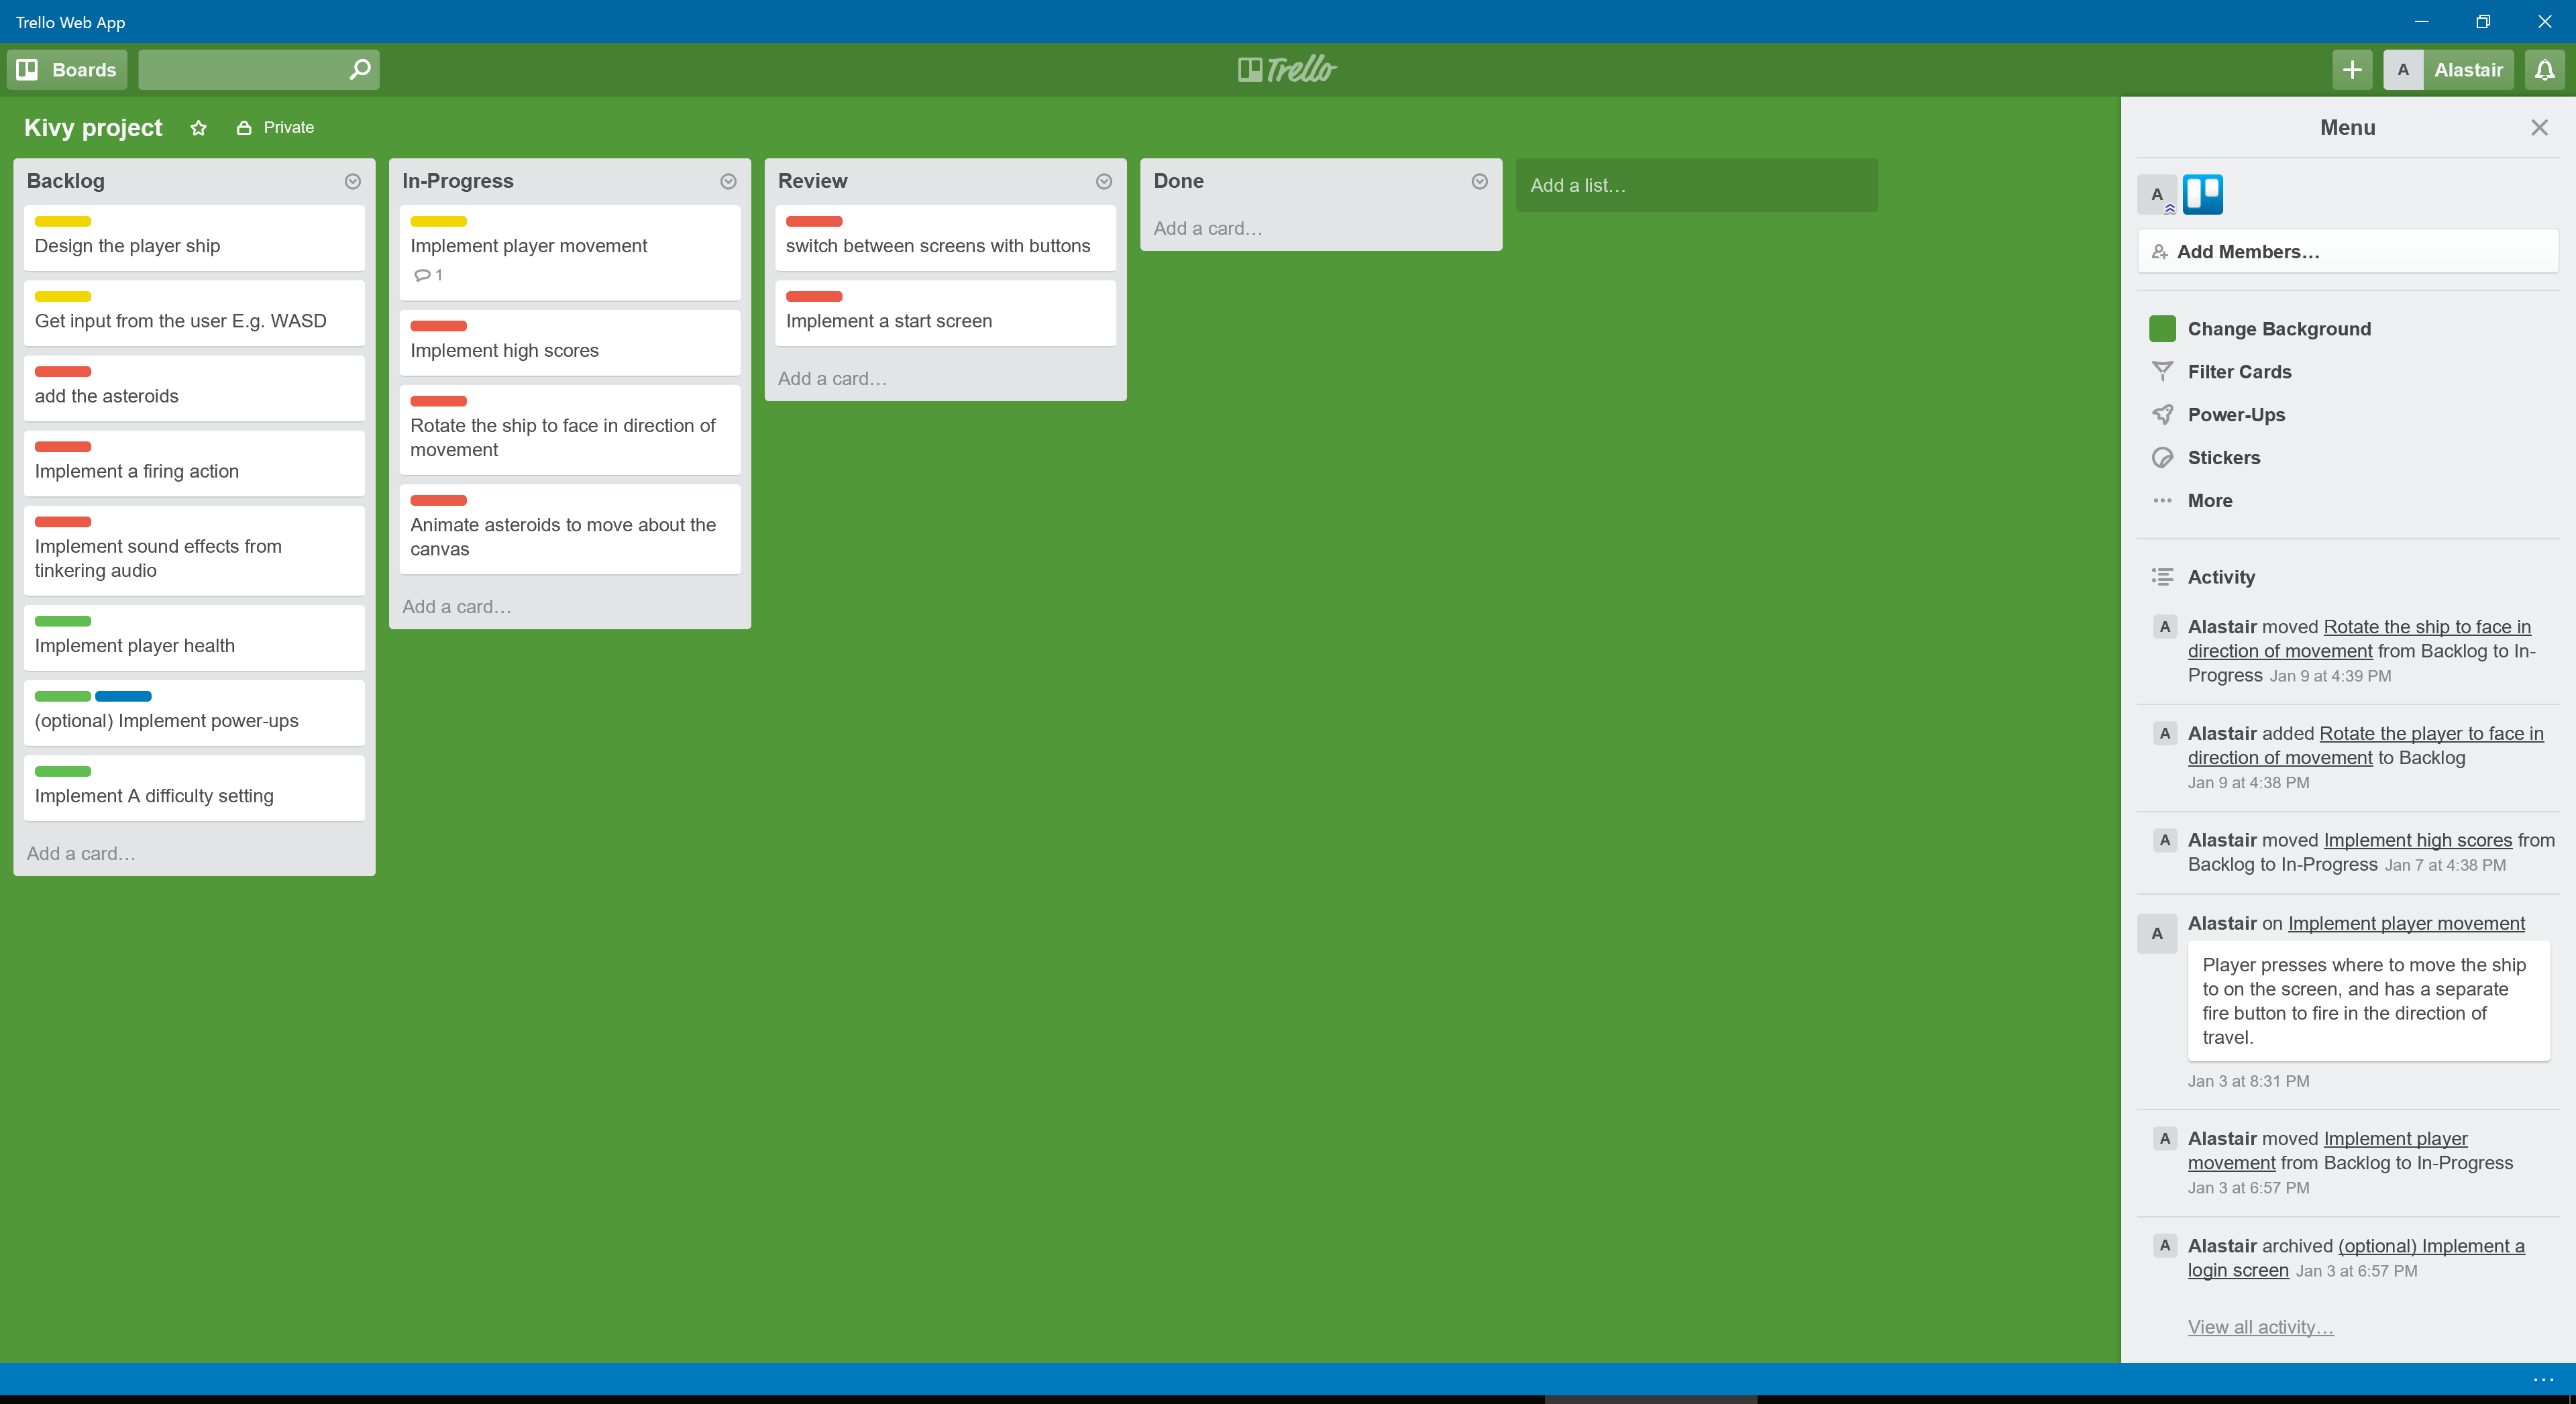 Trello Web App
Boards
Trello
A Alastair
Kivy project
Private
Backlog
Design the player ship
Get input from the user E.g. WASD
add the asteroids
Implement a firing action
Implement sound effects from
tinkering audio
Implement player health
(optional) Implement power-ups
Implement A difficulty setting
Add a card…
In-Progress
Implement player movement
1
Implement high scores
Rotate the ship to face in direction of
movement
Animate asteroids to move about the
canvas
Add a card…
Review
switch between screens with buttons
Implement a start screen
Add a card…
Done
Add a card…
Add a list…
Menu
A
Add Members…
Change Background
Filter Cards
Power-Ups
Stickers
More
Activity
A Alastair moved Rotate the ship to face in
direction of movement from Backlog to In-
Progress Jan 9 at 4:39 PM
A Alastair added Rotate the player to face in
direction of movement to Backlog
Jan 9 at 4:38 PM
A Alastair moved Implement high scores from
Backlog to In-Progress Jan 7 at 4:38 PM
A Alastair on Implement player movement
Player presses where to move the ship
to on the screen, and has a separate
fire button to fire in the direction of
travel.
Jan 3 at 8:31 PM
A Alastair moved Implement player
movement from Backlog to In-Progress
Jan 3 at 6:57 PM
A Alastair archived (optional) Implement a
login screen Jan 3 at 6:57 PM
View all activity…